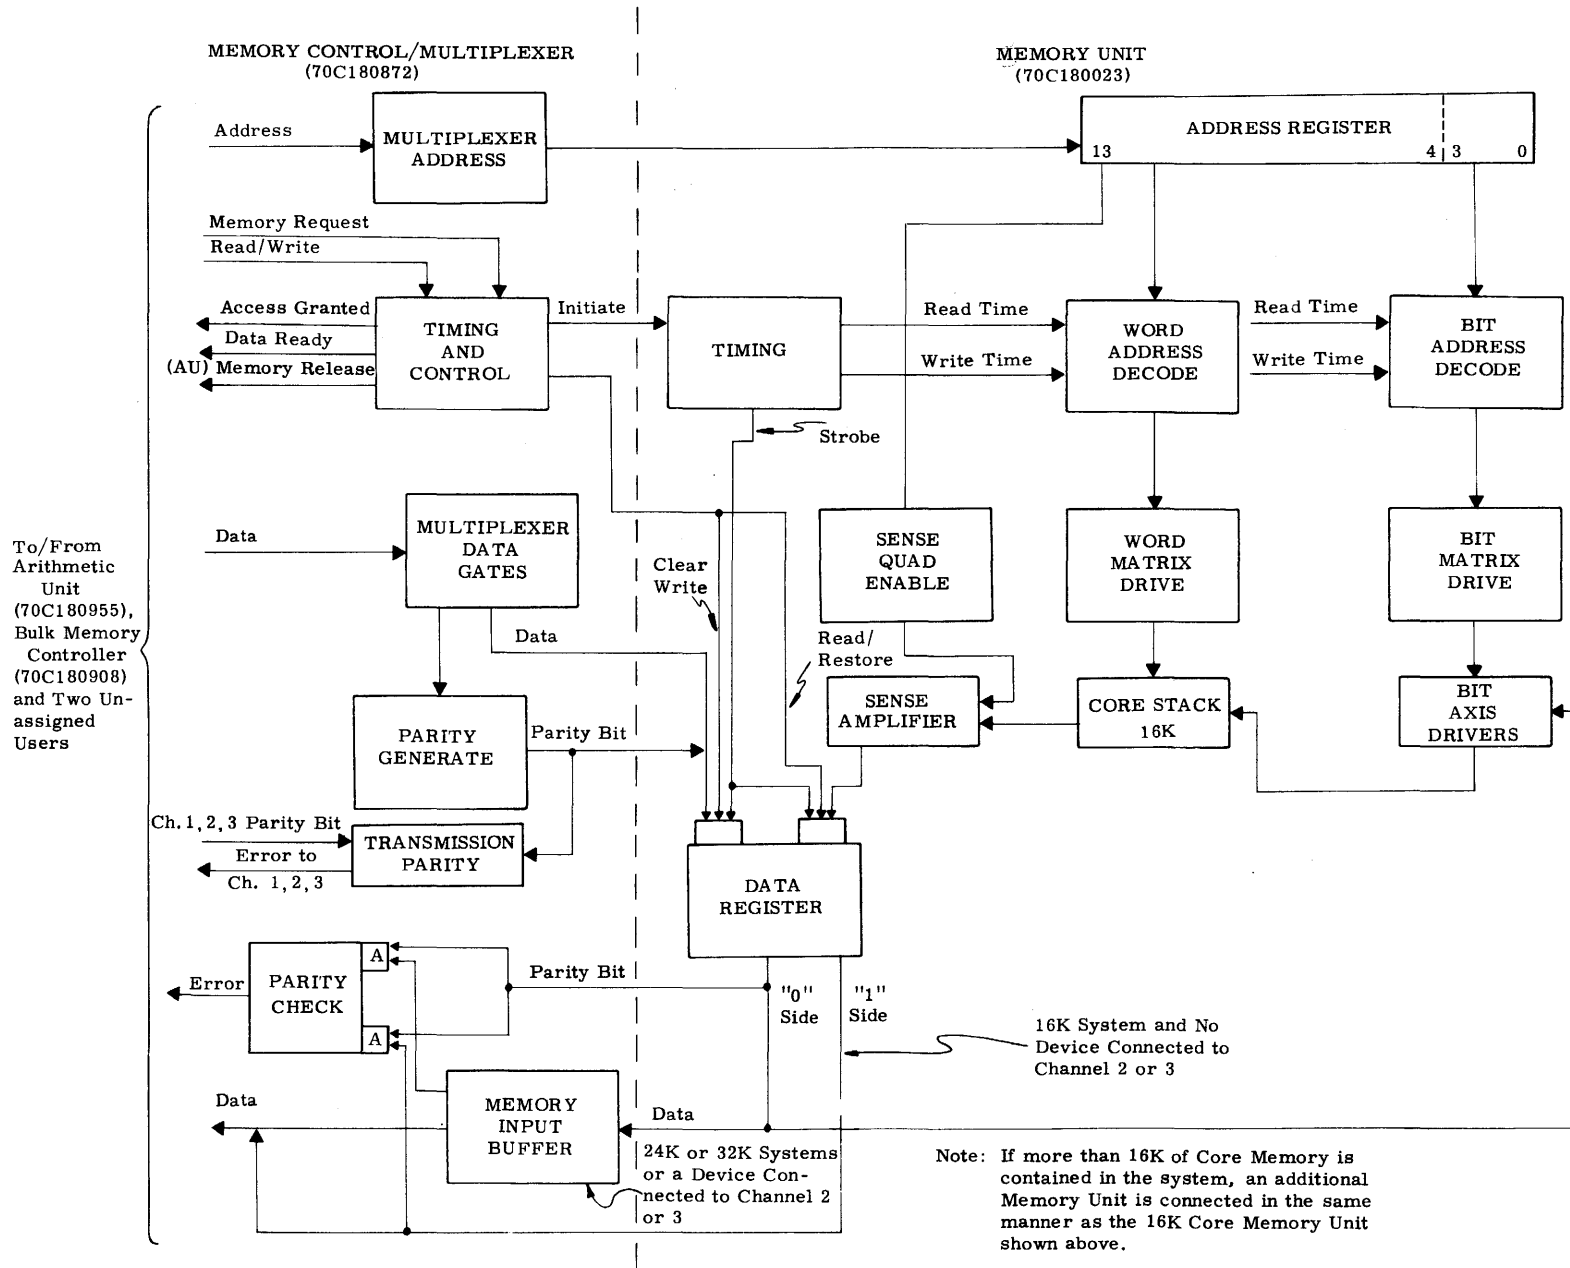 MEMORY CONTROL/MULTIPLEXER
(70C180872)
MEMORY UNIT
(70C180023)
Address
MULTIPLEXER
ADDRESS
ADDRESS REGISTER
13
4
3
0
Memory Request
Read/Write
Access Granted
Data Ready
(AU) Memory Release
TIMING
AND
CONTROL
Initiate
TIMING
Read Time
Write Time
WORD
ADDRESS
DECODE
Read Time
Write Time
BIT
ADDRESS
DECODE
Strobe
To/From
Arithmetic
Unit
(70C180955),
Bulk Memory
Controller
(70C180908)
and Two Un-
assigned
Users
Data
MULTIPLEXER
DATA
GATES
Clear
Write
SENSE
QUAD
ENABLE
WORD
MATRIX
DRIVE
BIT
MATRIX
DRIVE
Data
Read/
Restore
PARITY
GENERATE
Parity Bit
SENSE
AMPLIFIER
CORE STACK
16K
BIT
AXIS
DRIVERS
Ch. 1, 2, 3 Parity Bit
Error to
Ch. 1, 2, 3
TRANSMISSION
PARITY
DATA
REGISTER
PARITY
CHECK
A
A
Error
Parity Bit
"0"
Side
"1"
Side
16K System and No
Device Connected to
Channel 2 or 3
Data
MEMORY
INPUT
BUFFER
Data
24K or 32K Systems
or a Device Con-
nected to Channel 2
or 3
Note: If more than 16K of Core Memory is
contained in the system, an additional
Memory Unit is connected in the same
manner as the 16K Core Memory Unit
shown above.